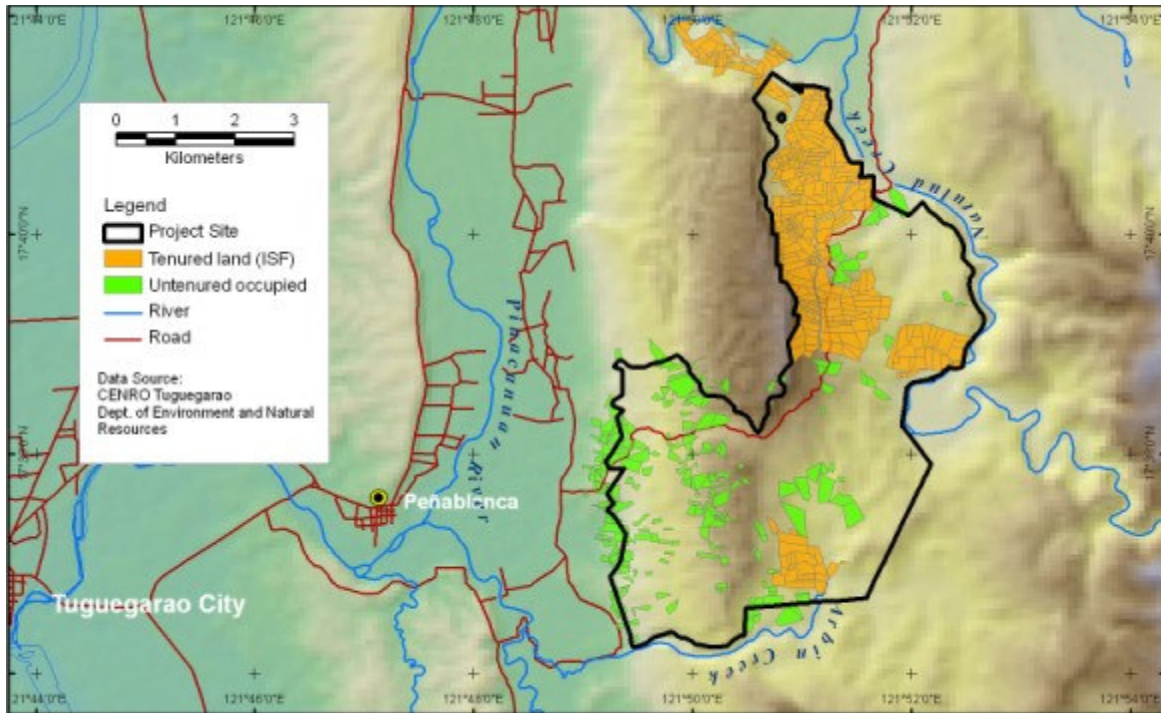 121°44'0"E 121°46'0"E 121°48'0"E 121°50'0"E 121°52'0"E 121°54'0"E
0 1 2 3
Kilometers
Legend
Project Site
Tenured land (ISF)
Untenured occupied
River
Road
Data Source:
CENRO Tuguegarao
Dept. of Environment and Natural
Resources
17°40'0"N
17°40'0"N
Creek
Pinacanuan River
Peñablanca
Tuguegarao City
Creek
121°44'0"E 121°46'0"E 121°48'0"E 121°50'0"E 121°52'0"E 121°54'0"E